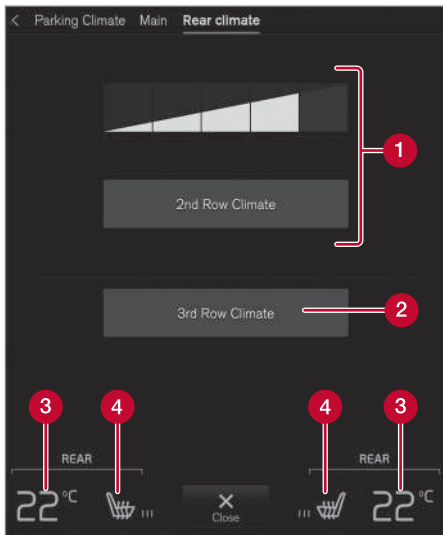 < Parking Climate Main Rear climate
1
2nd Row Climate
3rd Row Climate
2
3 4 4 3
REAR REAR
22 °C 22 °C
Close